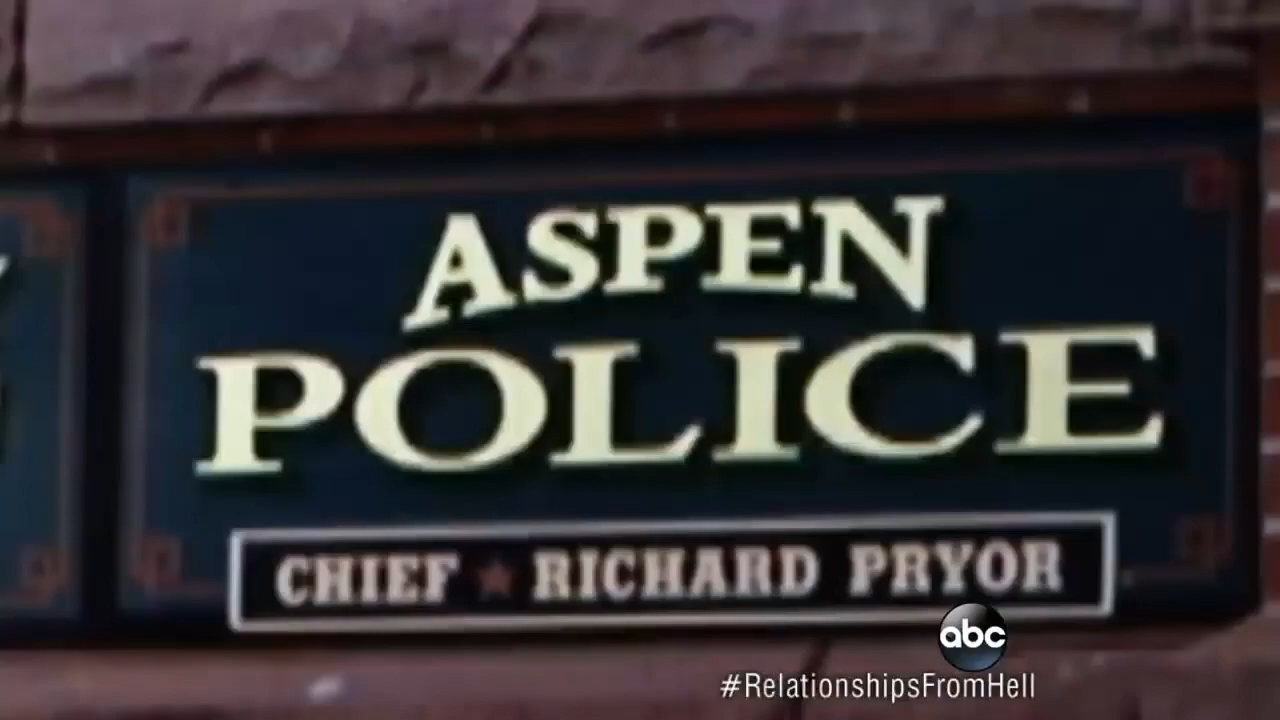 ASPEN
POLICE
CHIEF ★ RICHARD PRYOR
abc
#RelationshipsFromHell